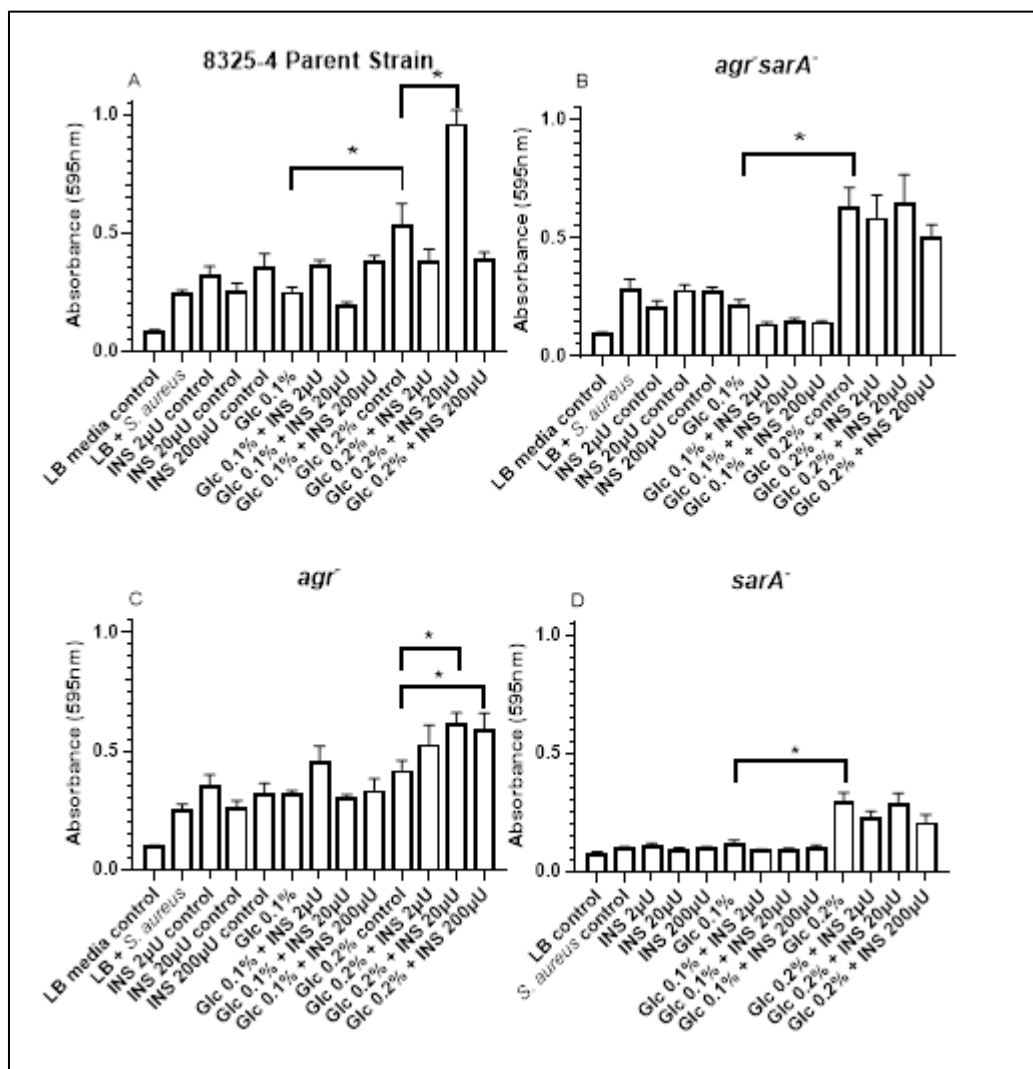 8325-4 Parent Strain
A
*
*
Absorbance (595nm)
1.0
0.5
0.0
LB media control
LB + S. aureus
INS 2µU control
INS 20µU control
INS 200µU control
Glc 0.1%
Glc 0.1% + INS 2µU
Glc 0.1% + INS 20µU
Glc 0.1% + INS 200µU
Glc 0.2% control
Glc 0.2% + INS 2µU
Glc 0.2% + INS 20µU
Glc 0.2% + INS 200µU
agr⁻sarA⁻
B
*
Absorbance (595nm)
1.0
0.5
0.0
LB media control
LB + S. aureus
INS 2µU control
INS 20µU control
INS 200µU control
Glc 0.1%
Glc 0.1% + INS 2µU
Glc 0.1% + INS 20µU
Glc 0.1% + INS 200µU
Glc 0.2% control
Glc 0.2% + INS 2µU
Glc 0.2% + INS 20µU
Glc 0.2% + INS 200µU
agr⁻
C
*
*
Absorbance (595nm)
1.0
0.5
0.0
LB media control
LB + S. aureus
INS 2µU control
INS 20µU control
INS 200µU control
Glc 0.1%
Glc 0.1% + INS 2µU
Glc 0.1% + INS 20µU
Glc 0.1% + INS 200µU
Glc 0.2% control
Glc 0.2% + INS 2µU
Glc 0.2% + INS 20µU
Glc 0.2% + INS 200µU
sarA⁻
D
*
Absorbance (595nm)
1.0
0.5
0.0
LB control
S. aureus control
INS 2µU
INS 20µU
INS 200µU
Glc 0.1%
Glc 0.1% + INS 2µU
Glc 0.1% + INS 20µU
Glc 0.1% + INS 200µU
Glc 0.2%
Glc 0.2% + INS 2µU
Glc 0.2% + INS 20µU
Glc 0.2% + INS 200µU